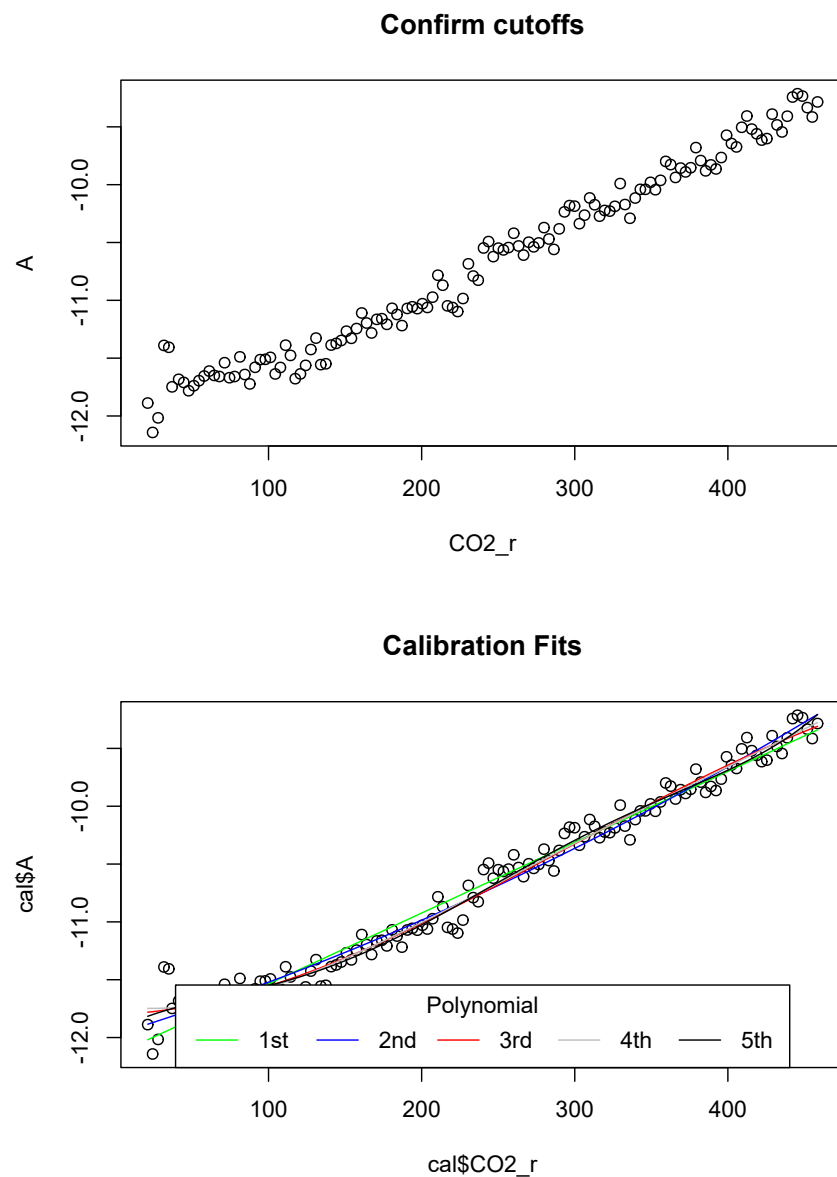 Confirm cutoffs
A
-10.0
-11.0
-12.0
100 200 300 400
CO2_r
Calibration Fits
cal$A
-10.0
-11.0
-12.0
Polynomial
1st 2nd 3rd 4th 5th
100 200 300 400
cal$CO2_r